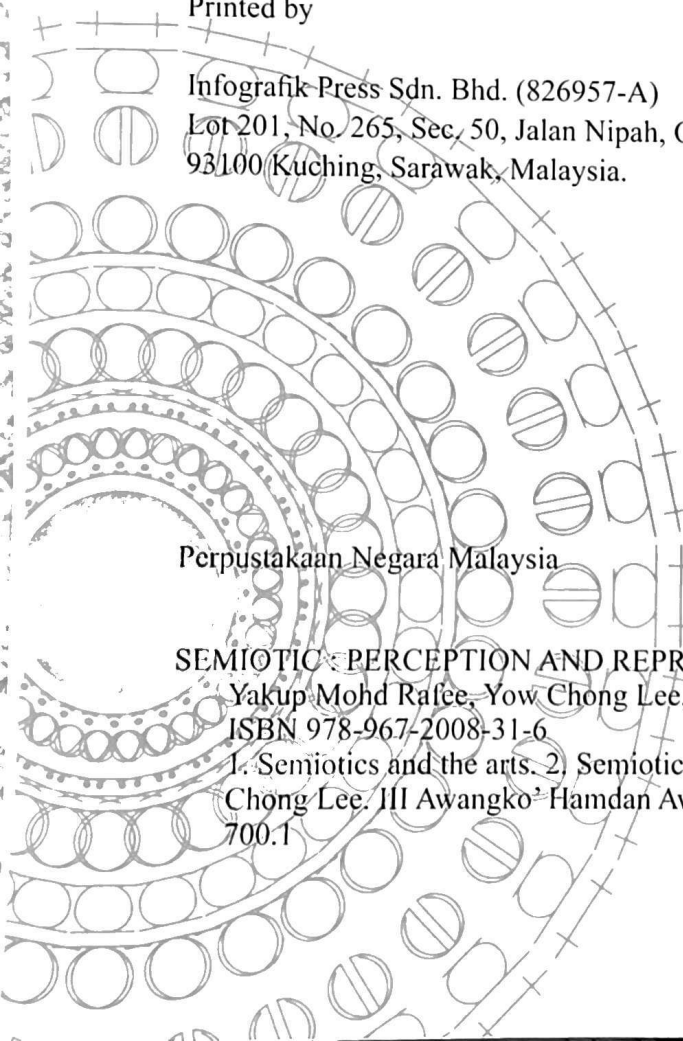 Printed by
Infografik Press Sdn. Bhd. (826957-A)
Lot 201, No. 265, Sec. 50, Jalan Nipah,
93100 Kuching, Sarawak, Malaysia.
Perpustakaan Negara Malaysia
SEMIOTIC : PERCEPTION AND
Yakup Mohd Rafee, Yow Chong Lee,
ISBN 978-967-2008-31-6
1. Semiotics and the arts. 2. Semiotic
Chong Lee. III Awangko' Hamdan
700.1